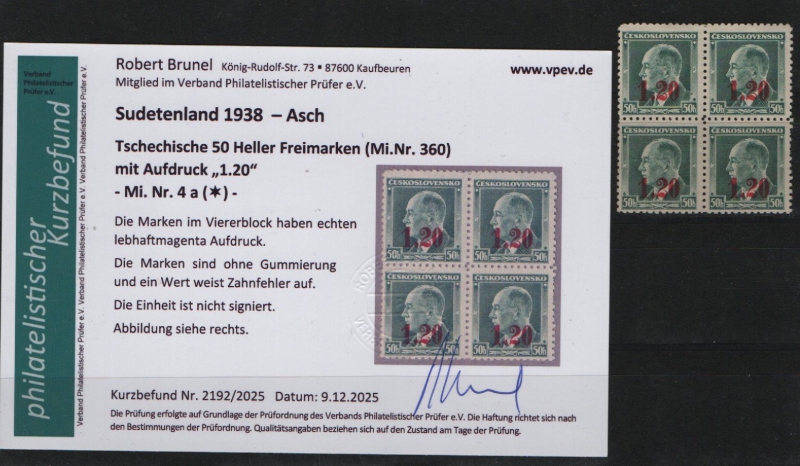 philatelistischer
Kurzbefund
Verband
Philatelistischer
Prüfer e.V.
Verband Philatelistischer Prüfer e.V. Verband Philatelistischer Prüfer e.V.
Robert Brunel König-Rudolf-Str. 73 ▪ 87600 Kaufbeuren
www.vpev.de
Mitglied im Verband Philatelistischer Prüfer e.V.
Sudetenland 1938 – Asch
Tschechische 50 Heller Freimarken (Mi.Nr. 360)
mit Aufdruck „1.20“
- Mi. Nr. 4 a (✶) -
Die Marken im Viererblock haben echten
lebhaftmagenta Aufdruck.
Die Marken sind ohne Gummierung
und ein Wert weist Zahnfehler auf.
Die Einheit ist nicht signiert.
Abbildung siehe rechts.
Kurzbefund Nr. 2192/2025 Datum: 9.12.2025
Die Prüfung erfolgte auf Grundlage der Prüfordnung des Verbands Philatelistischer Prüfer e.V. Die Haftung richtet sich nach
den Bestimmungen der Prüfordnung. Qualitätsangaben beziehen sich auf den Zustand am Tage der Prüfung.
ČESKOSLOVENSKO ČESKOSLOVENSKO
1.20 1.20
50h 50h
ČESKOSLOVENSKO ČESKOSLOVENSKO
1.20 1.20
50h 50h
ČESKOSLOVENSKO ČESKOSLOVENSKO
1.20 1.20
50h 50h
ČESKOSLOVENSKO ČESKOSLOVENSKO
1.20 1.20
50h 50h